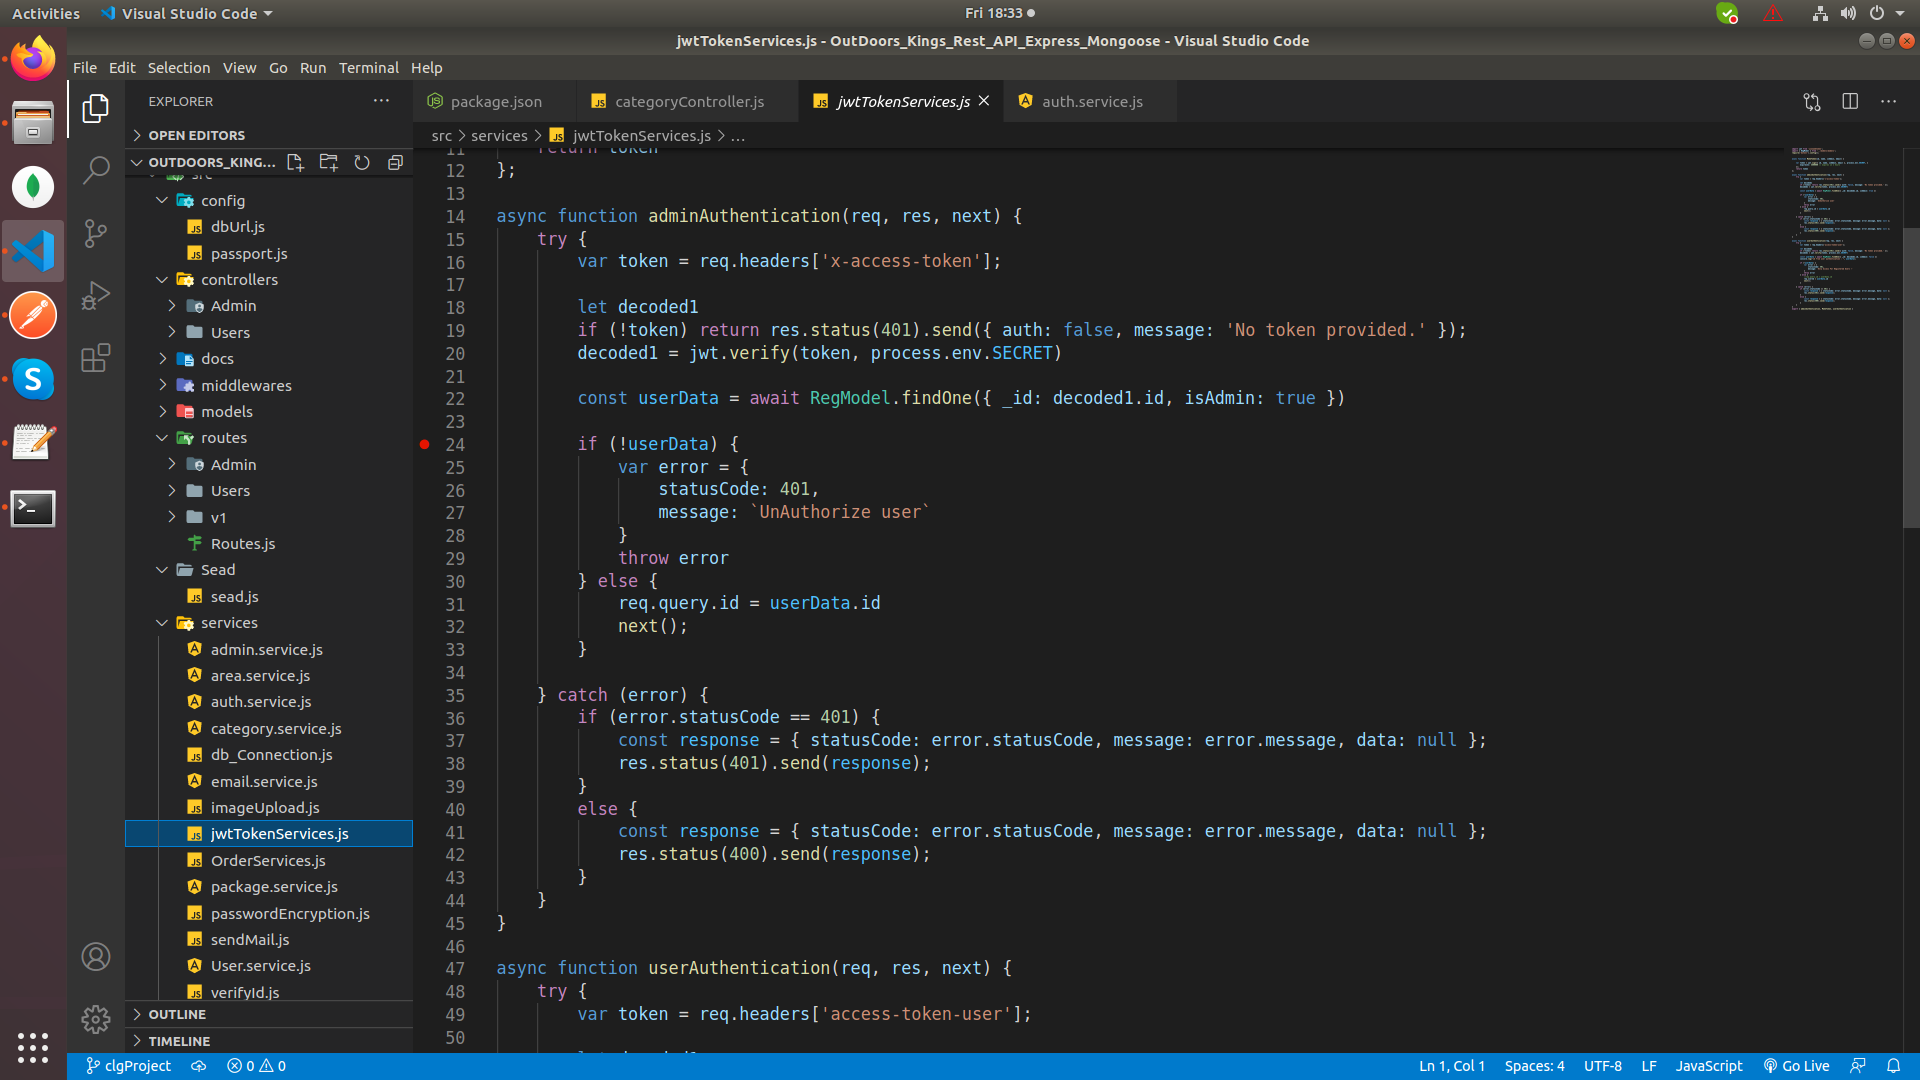 Activities
Visual Studio Code
Fri 18:33
jwtTokenServices.js - OutDoors_Kings_Rest_API_Express_Mongoose - Visual Studio Code
File Edit Selection View Go Run Terminal Help
EXPLORER
OPEN EDITORS
OUTDOORS_KING...
src
config
dbUrl.js
passport.js
controllers
Admin
Users
docs
middlewares
models
routes
Admin
Users
v1
Routes.js
Sead
sead.js
services
admin.service.js
area.service.js
auth.service.js
category.service.js
db_Connection.js
email.service.js
imageUpload.js
jwtTokenServices.js
OrderServices.js
package.service.js
passwordEncryption.js
sendMail.js
User.service.js
verifyId.js
OUTLINE
TIMELINE
package.json
categoryController.js
jwtTokenServices.js
auth.service.js
src > services > jwtTokenServices.js > ...
11 return token
12 };
13
14 async function adminAuthentication(req, res, next) {
15 try {
16 var token = req.headers['x-access-token'];
17
18 let decoded1
19 if (!token) return res.status(401).send({ auth: false, message: 'No token provided.' });
20 decoded1 = jwt.verify(token, process.env.SECRET)
21
22 const userData = await RegModel.findOne({ _id: decoded1.id, isAdmin: true })
23
24 if (!userData) {
25 var error = {
26 statusCode: 401,
27 message: `UnAuthorize user`
28 }
29 throw error
30 } else {
31 req.query.id = userData.id
32 next();
33 }
34
35 } catch (error) {
36 if (error.statusCode == 401) {
37 const response = { statusCode: error.statusCode, message: error.message, data: null };
38 res.status(401).send(response);
39 }
40 else {
41 const response = { statusCode: error.statusCode, message: error.message, data: null };
42 res.status(400).send(response);
43 }
44 }
45 }
46
47 async function userAuthentication(req, res, next) {
48 try {
49 var token = req.headers['access-token-user'];
50
clgProject
0 0
Ln 1, Col 1
Spaces: 4
UTF-8
LF
JavaScript
Go Live